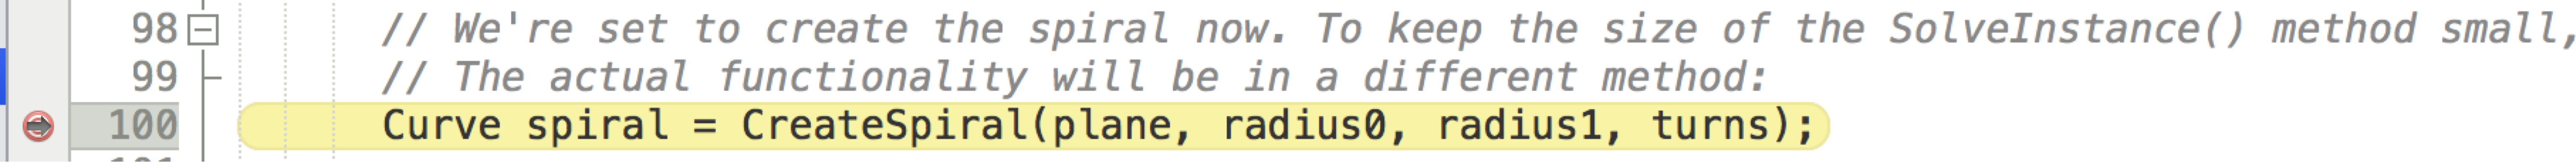 98 // We're set to create the spiral now. To keep the size of the SolveInstance() method small,
99 // The actual functionality will be in a different method:
100 Curve spiral = CreateSpiral(plane, radius0, radius1, turns);